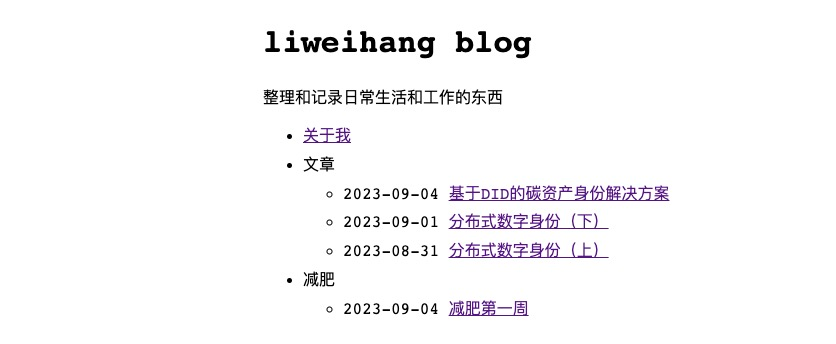 liweihang blog
整理和记录日常生活和工作的东西
关于我
文章
2023-09-04 基于DID的碳资产身份解决方案
2023-09-01 分布式数字身份（下）
2023-08-31 分布式数字身份（上）
减肥
2023-09-04 减肥第一周